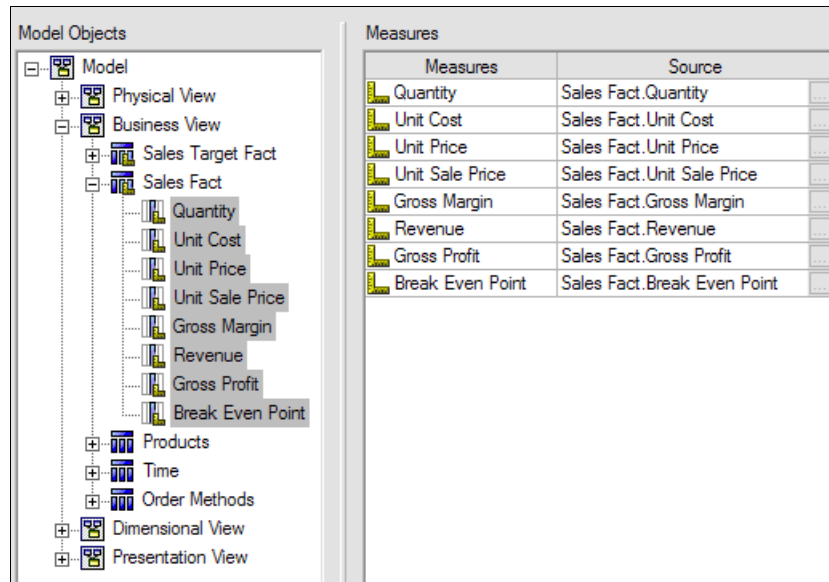 Model Objects
Model
Physical View
Business View
Sales Target Fact
Sales Fact
Quantity
Unit Cost
Unit Price
Unit Sale Price
Gross Margin
Revenue
Gross Profit
Break Even Point
Products
Time
Order Methods
Dimensional View
Presentation View
Measures
Measures Source
Quantity Sales Fact.Quantity ...
Unit Cost Sales Fact.Unit Cost ...
Unit Price Sales Fact.Unit Price ...
Unit Sale Price Sales Fact.Unit Sale Price ...
Gross Margin Sales Fact.Gross Margin ...
Revenue Sales Fact.Revenue ...
Gross Profit Sales Fact.Gross Profit ...
Break Even Point Sales Fact.Break Even Point ...